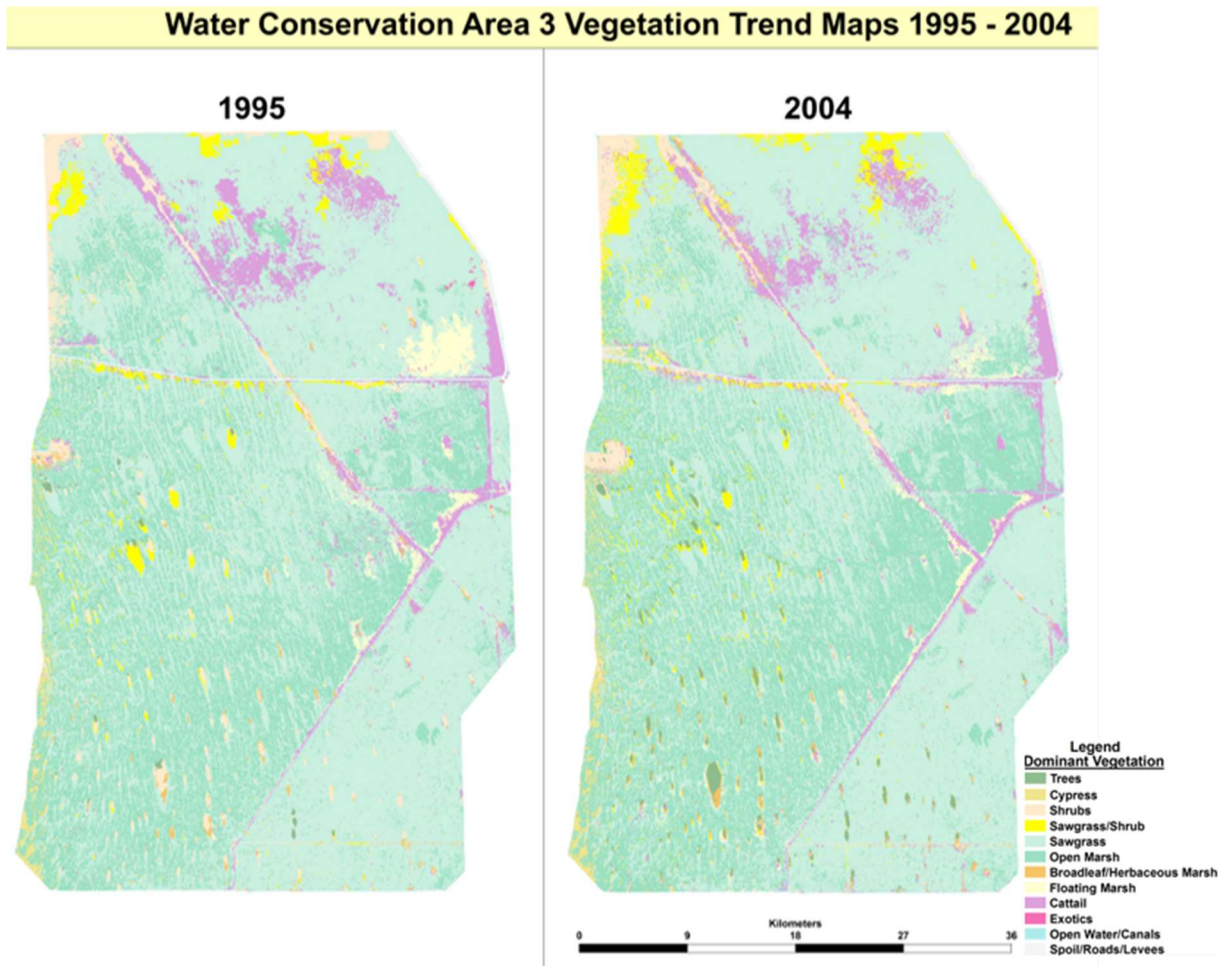 Water Conservation Area 3 Vegetation Trend Maps 1995 - 2004
1995
2004
Legend
Dominant Vegetation
Trees
Cypress
Shrubs
Sawgrass/Shrub
Sawgrass
Open Marsh
Broadleaf/Herbaceous Marsh
Floating Marsh
Cattail
Exotics
Open Water/Canals
Spoil/Roads/Levees
Kilometers
0 9 18 27 36